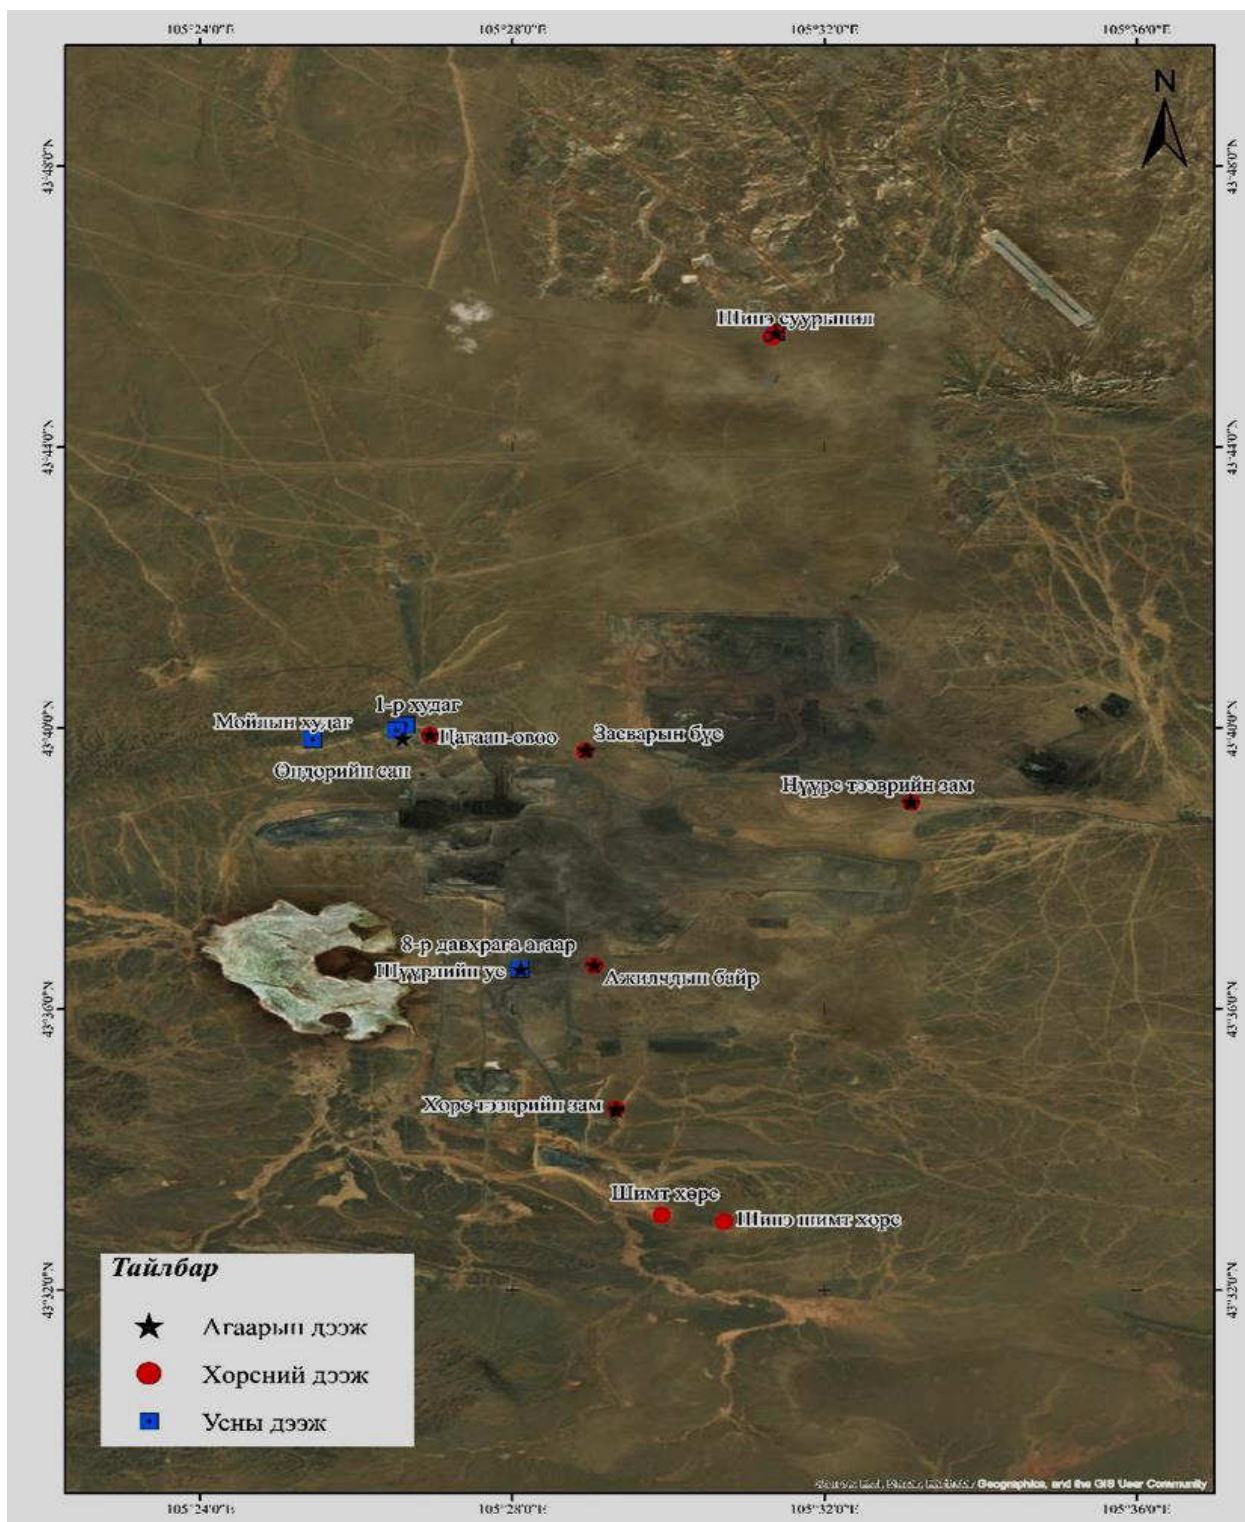 105°24'0"E 105°28'0"E 105°32'0"E 105°36'0"E
N
43°48'0"N 43°48'0"N
Шинэ суурьшил
43°44'0"N 43°44'0"N
1-р худаг
Мойлын худаг
Цагаан-овоо
Засварын бүс
43°40'0"N 43°40'0"N
Өндөрийн сан
Нүүрс тээврийн зам
8-р давхрага агаар
Шүүрлийн ус
Ажилчдын байр
43°36'0"N 43°36'0"N
Хөрс тээврийн зам
Шимт хөрс
Шинэ шимт хөрс
43°32'0"N 43°32'0"N
Тайлбар
Агаарын дээж
Хөрсний дээж
Усны дээж
Geographics, and the GIS User Community
105°24'0"E 105°28'0"E 105°32'0"E 105°36'0"E